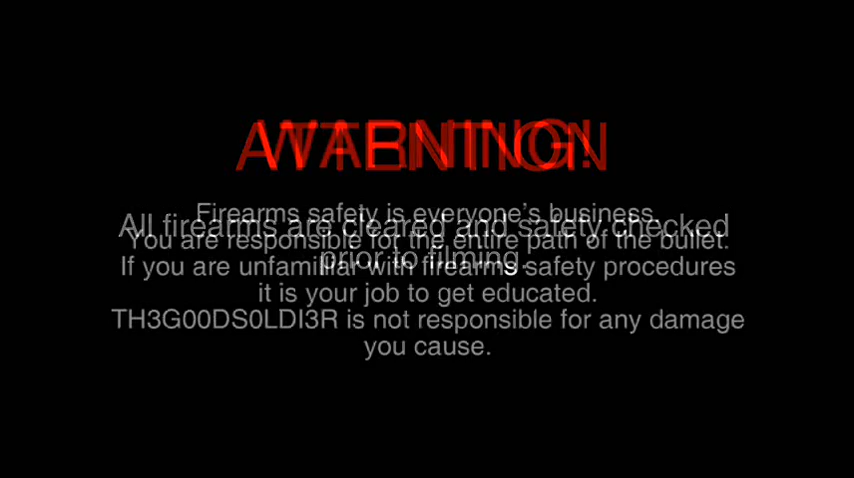 WARNING!
ATTENTION
Firearms safety is everyone's business.
You are responsible for the entire path of the bullet.
If you are unfamiliar with firearms safety procedures
it is your job to get educated.
TH3G00DS0LDI3R is not responsible for any damage
you cause.
All firearms are cleared and safety checked
prior to filming.